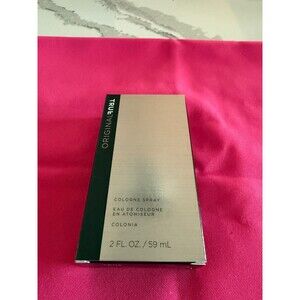 TRUE
ORIGINAL
COLOGNE SPRAY
EAU DE COLOGNE
EN ATOMISEUR
COLONIA
2 FL. OZ. / 59 mL